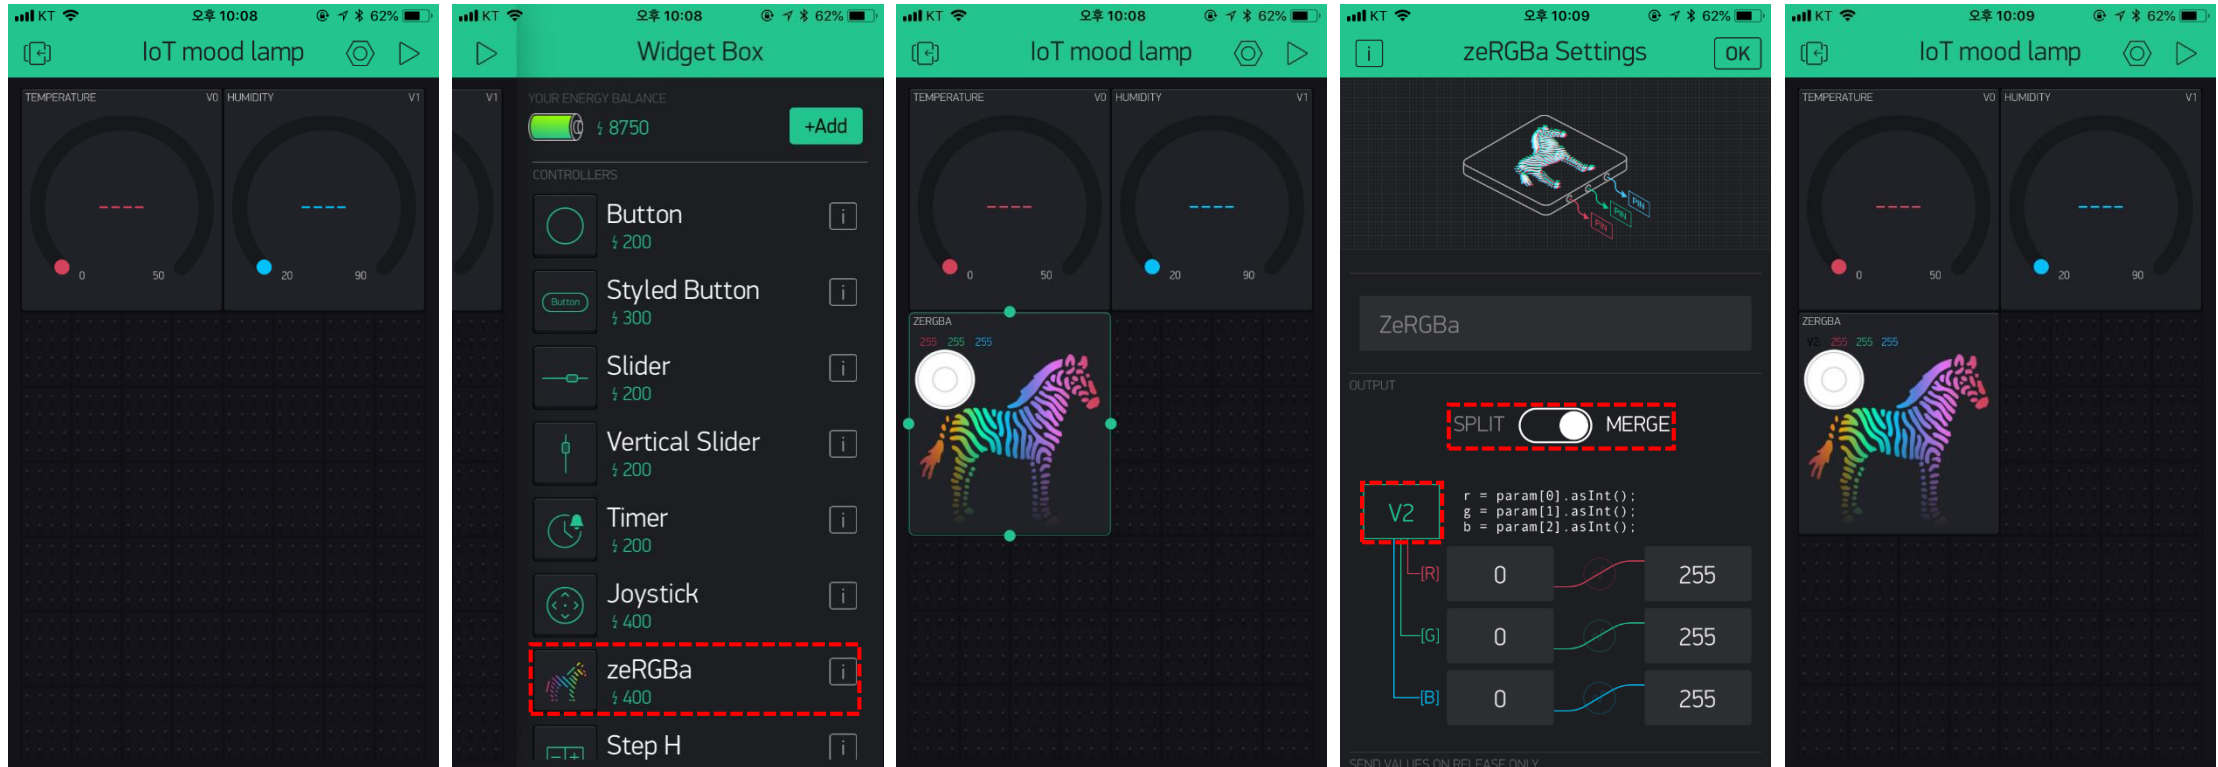 KT 오후 10:08 62%
IoT mood lamp
TEMPERATURE V0 HUMIDITY V1
---- ----
0 50 20 90
KT 오후 10:08 62%
Widget Box
V1
YOUR ENERGY BALANCE
8750 +Add
CONTROLLERS
Button
200
Button
Styled Button
300
Slider
200
Vertical Slider
200
Timer
200
Joystick
400
zeRGBa
400
Step H
KT 오후 10:08 62%
IoT mood lamp
TEMPERATURE V0 HUMIDITY V1
---- ----
0 50 20 90
ZERGBA
255 255 255
KT 오후 10:09 62%
zeRGBa Settings OK
PIN
PIN
PIN
ZeRGBa
OUTPUT
SPLIT MERGE
V2
r = param[0].asInt();
g = param[1].asInt();
b = param[2].asInt();
[R] 0 255
[G] 0 255
[B] 0 255
SEND VALUES ON RELEASE ONLY
KT 오후 10:09 62%
IoT mood lamp
TEMPERATURE V0 HUMIDITY V1
---- ----
0 50 20 90
ZERGBA
V2 255 255 255